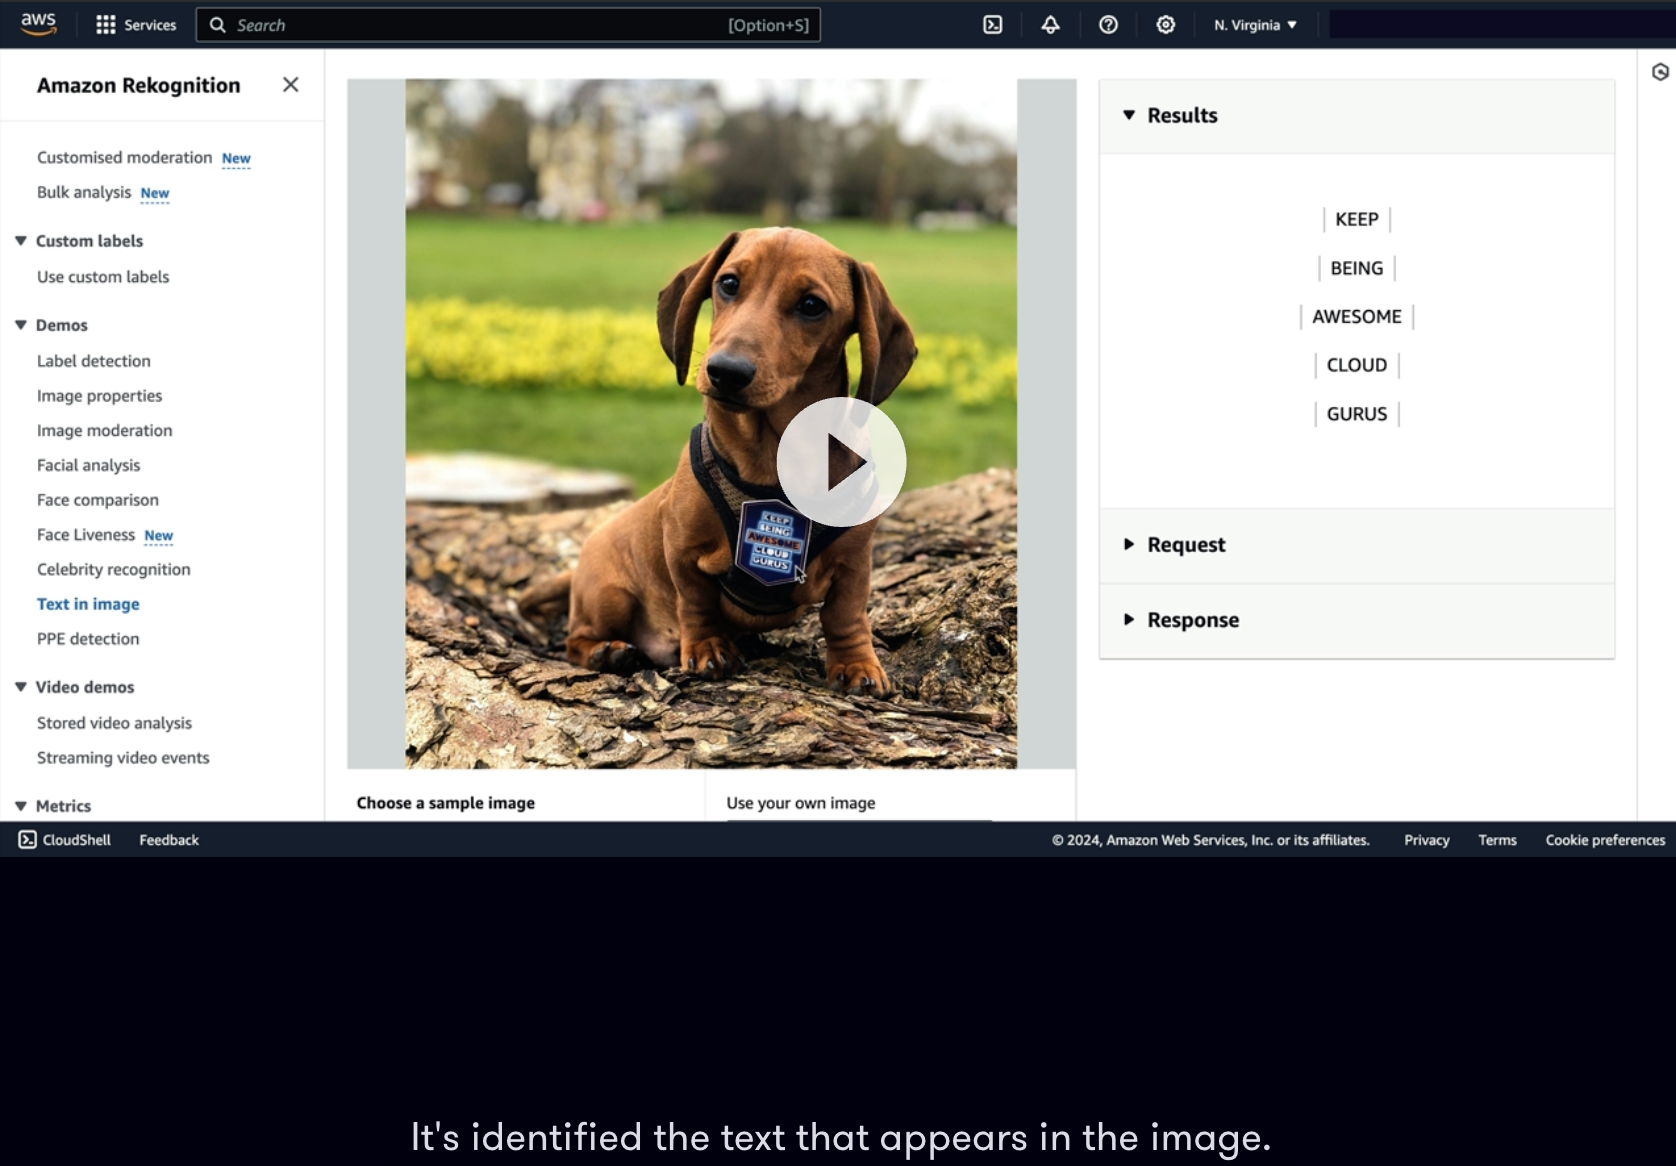 aws
Services
Search
[Option+S]
N. Virginia
Amazon Rekognition
Customised moderation New
Bulk analysis New
Custom labels
Use custom labels
Demos
Label detection
Image properties
Image moderation
Facial analysis
Face comparison
Face Liveness New
Celebrity recognition
Text in image
PPE detection
Video demos
Stored video analysis
Streaming video events
Metrics
KEEP
BEING
AWESOME
CLOUD
GURUS
Choose a sample image
Use your own image
Results
KEEP
BEING
AWESOME
CLOUD
GURUS
Request
Response
CloudShell
Feedback
© 2024, Amazon Web Services, Inc. or its affiliates.
Privacy
Terms
Cookie preferences
It's identified the text that appears in the image.